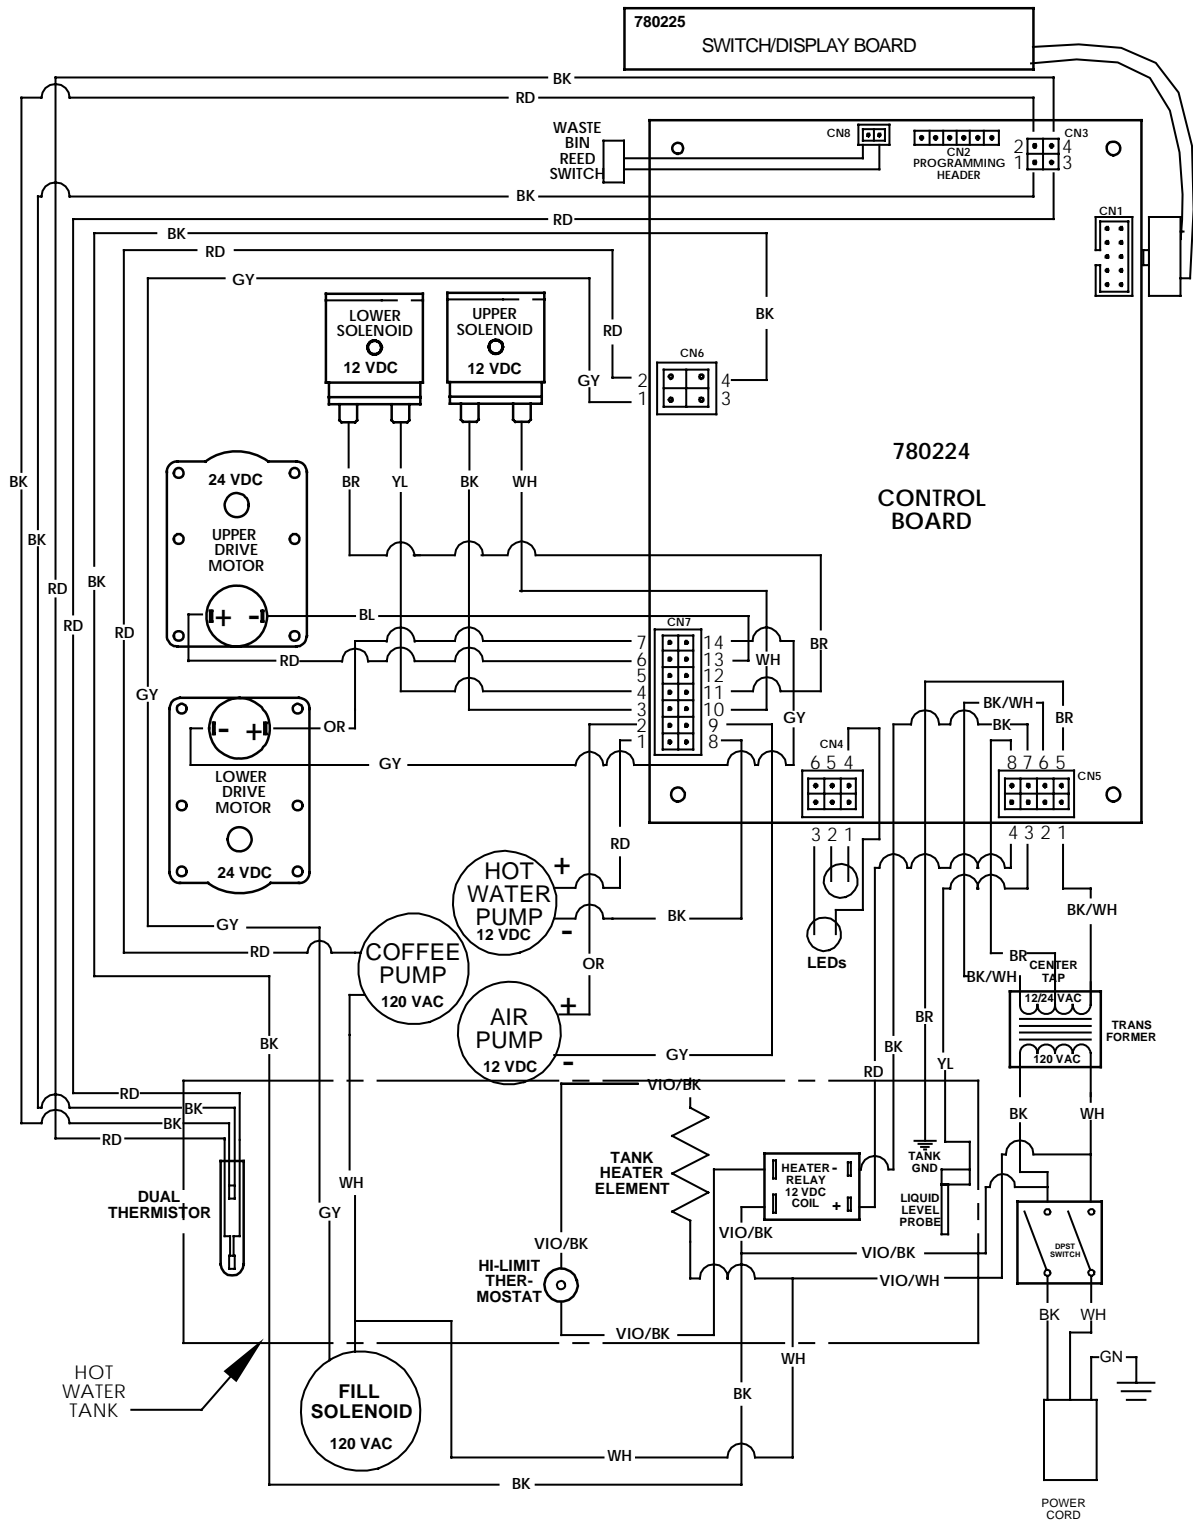 780225
SWITCH/DISPLAY BOARD
BK
RD
WASTE
BIN
REED
SWITCH
CN8
CN2
PROGRAMMING
HEADER
CN3
2 4
1 3
BK
RD
CN1
BK
RD
GY
LOWER
SOLENOID
12 VDC
UPPER
SOLENOID
12 VDC
BK
RD
GY
CN6
2 4
1 3
780224
CONTROL
BOARD
BR
YL
BK
WH
24 VDC
UPPER
DRIVE
MOTOR
+ -
BK
BK
RD
BK
RD
RD
GY
BL
RD
CN7
7 14
6 13
5 12
4 11
3 10
2 9
1 8
WH
BR
GY
- +
OR
LOWER
DRIVE
MOTOR
24 VDC
GY
BK/WH
BK
BR
CN4
6 5 4
3 2 1
8 7 6 5
CN5
4 3 2 1
RD
HOT
WATER
PUMP
12 VDC
+
-
BK
LEDs
BK/WH
GY
RD
COFFEE
PUMP
120 VAC
OR
AIR
PUMP
12 VDC
+
-
GY
BR
CENTER
TAP
BK/WH
12/24 VAC
120 VAC
TRANS
FORMER
BR
BK
RD
YL
BK
VIO/BK
RD
BK
BK
RD
BK
WH
DUAL
THERMISTOR
WH
GY
TANK
HEATER
ELEMENT
HEATER
RELAY
12 VDC
COIL
-
+
TANK
GND
LIQUID
LEVEL
PROBE
VIO/BK
VIO/BK
VIO/BK
DPST
SWITCH
HI-LIMIT
THER-
MOSTAT
VIO/WH
VIO/BK
BK
WH
WH
GN
HOT
WATER
TANK
FILL
SOLENOID
120 VAC
BK
WH
BK
POWER
CORD